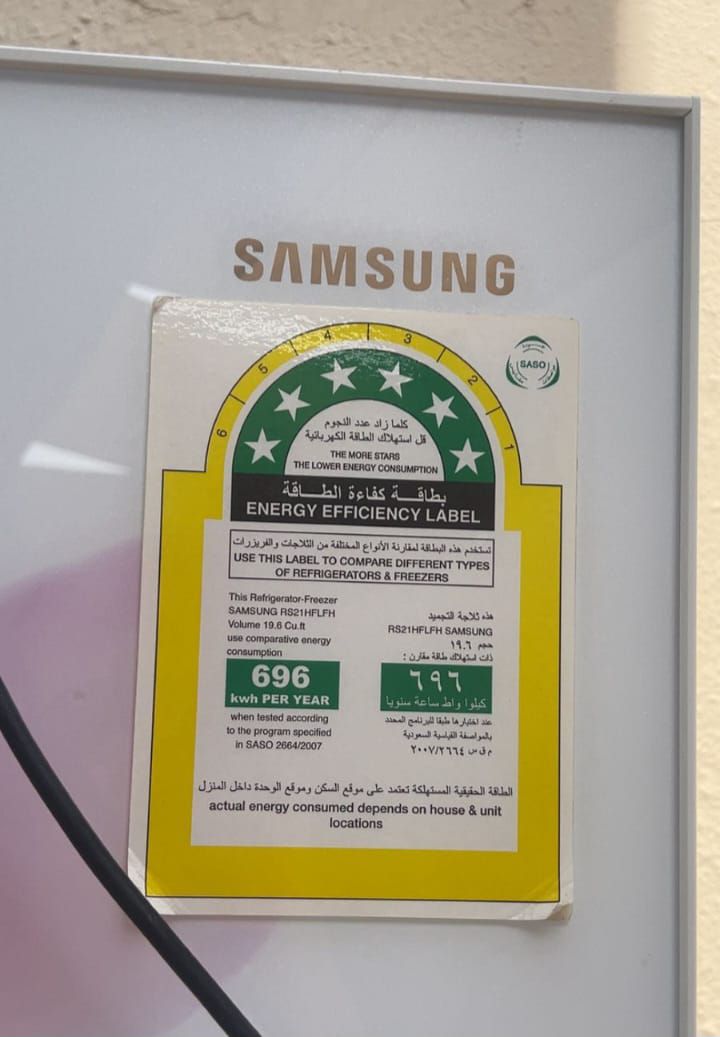 SAMSUNG
SASO
6
5
4
3
2
1
كلما زاد عدد النجوم
قل استهلاك الطاقة الكهربائية
THE MORE STARS
THE LOWER ENERGY CONSUMPTION
بطاقـة كفاءة الطـاقة
ENERGY EFFICIENCY LABEL
تستخدم هذه البطاقة لمقارنة الأنواع المختلفة من الثلاجات والفريزرات
USE THIS LABEL TO COMPARE DIFFERENT TYPES
OF REFRIGERATORS & FREEZERS
This Refrigerator-Freezer
SAMSUNG RS21HFLFH
Volume 19.6 Cu.ft
use comparative energy
consumption
696
kwh PER YEAR
when tested according
to the program specified
in SASO 2664/2007
هذه ثلاجة التجميد
RS21HFLFH SAMSUNG
حجم ١٩.٦
ذات استهلاك طاقة مقارن :
٦٩٦
كيلوا واط ساعة سنويا
عند اختبارها طبقا للبرنامج المحدد
بالمواصفة القياسية السعودية
م ق س ٢٠٠٧/٢٦٦٤
الطاقة الحقيقية المستهلكة تعتمد على موقع السكن وموقع الوحدة داخل المنزل
actual energy consumed depends on house & unit
locations